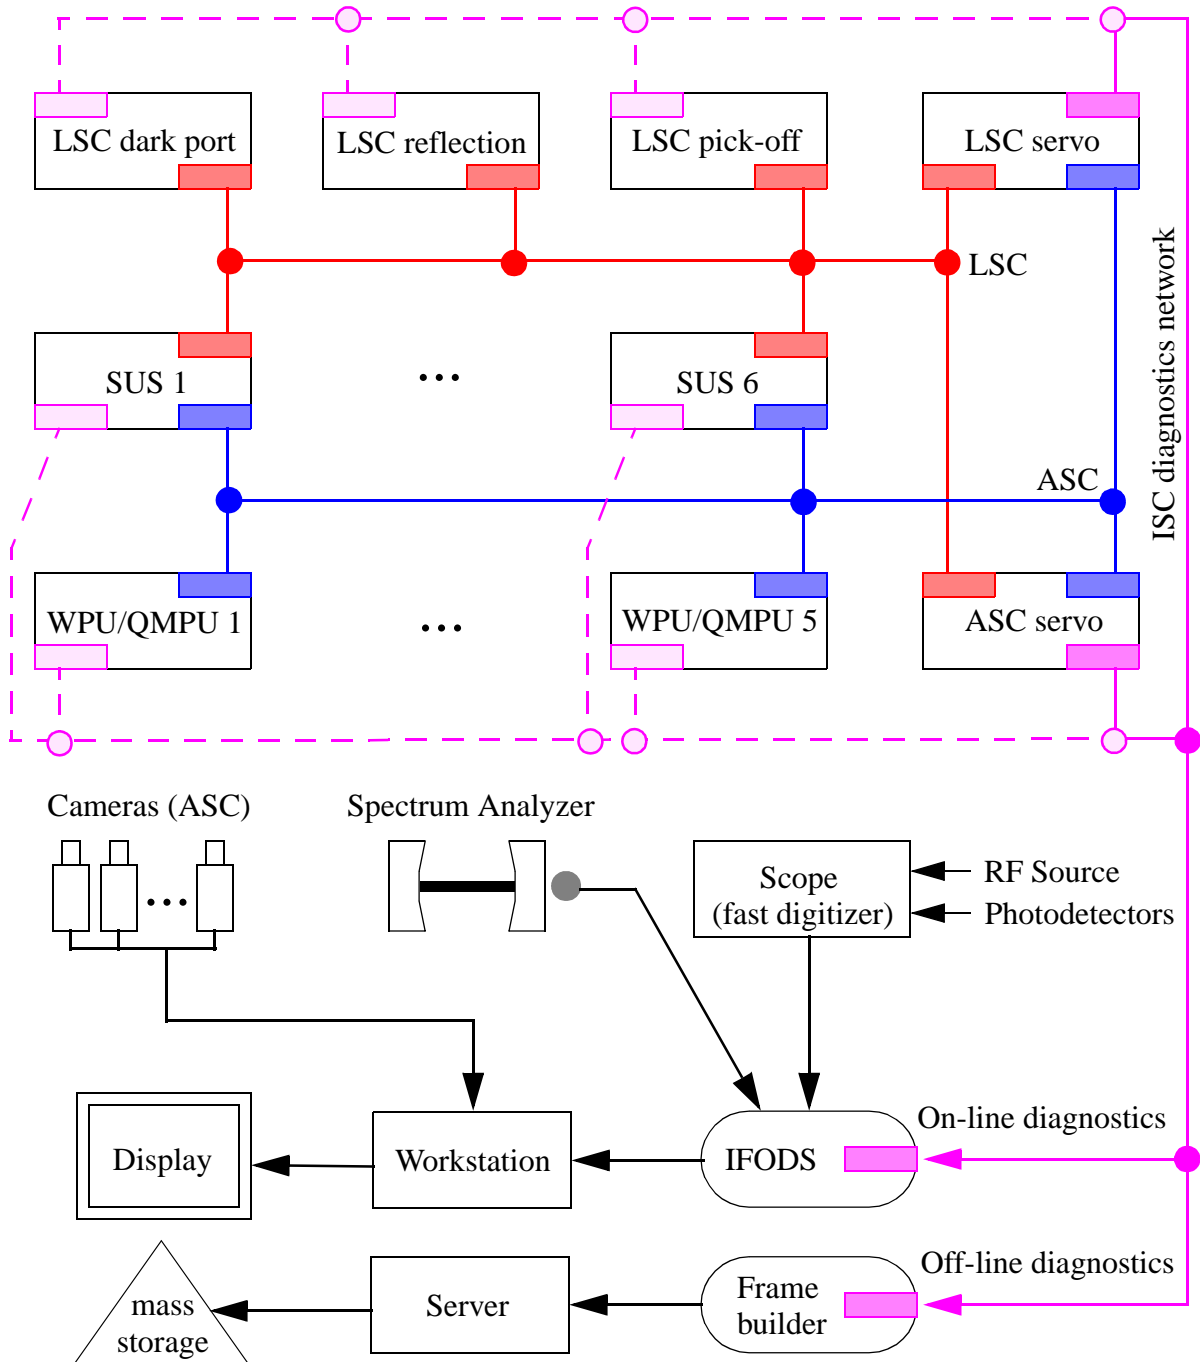 LSC dark port
LSC reflection
LSC pick-off
LSC servo
LSC
ISC diagnostics network
SUS 1
...
SUS 6
ASC
WPU/QMPU 1
...
WPU/QMPU 5
ASC servo
Cameras (ASC)
Spectrum Analyzer
...
Scope
(fast digitizer)
RF Source
Photodetectors
On-line diagnostics
Display
Workstation
IFODS
Off-line diagnostics
mass
storage
Server
Frame
builder